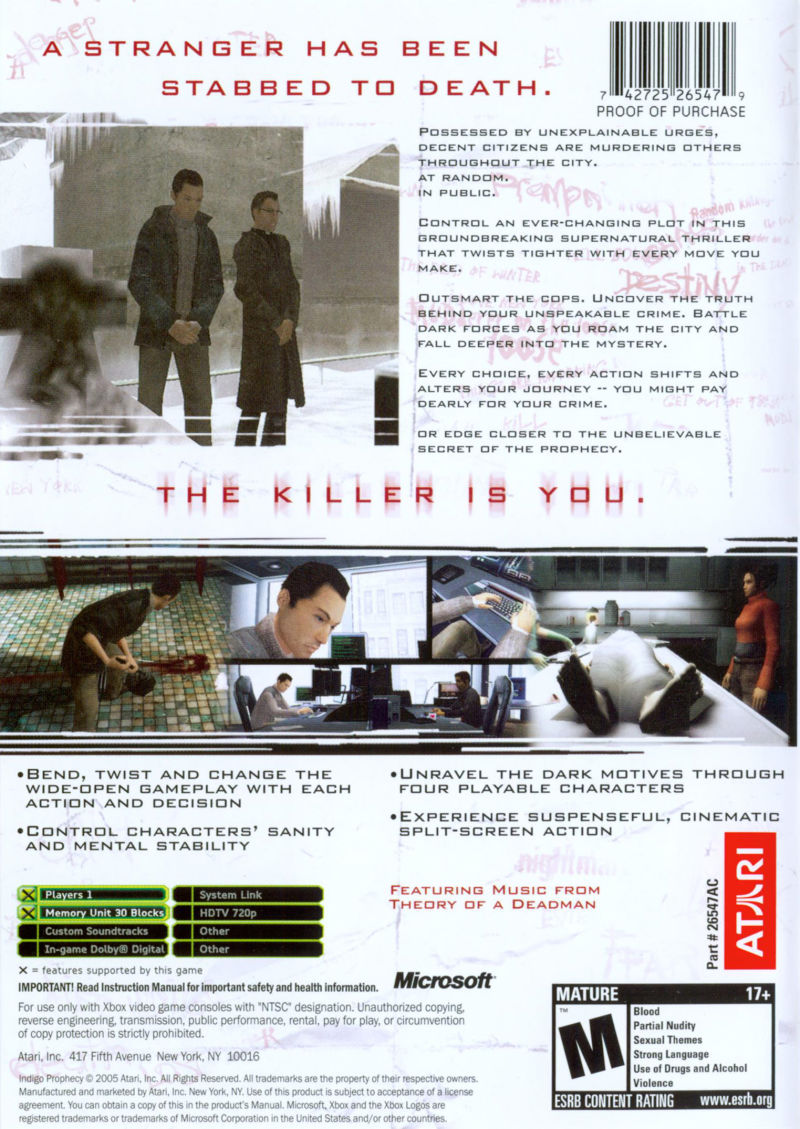 A STRANGER HAS BEEN
STABBED TO DEATH.
7 42725 26547 9
PROOF OF PURCHASE
POSSESSED BY UNEXPLAINABLE URGES,
DECENT CITIZENS ARE MURDERING OTHERS
THROUGHOUT THE CITY.
AT RANDOM.
IN PUBLIC.
CONTROL AN EVER-CHANGING PLOT IN THIS
GROUNDBREAKING SUPERNATURAL THRILLER
THAT TWISTS TIGHTER WITH EVERY MOVE YOU
MAKE.
DESTINY
OUTSMART THE COPS. UNCOVER THE TRUTH
BEHIND YOUR UNSPEAKABLE CRIME. BATTLE
DARK FORCES AS YOU ROAM THE CITY AND
FALL DEEPER INTO THE MYSTERY.
EVERY CHOICE, EVERY ACTION SHIFTS AND
ALTERS YOUR JOURNEY -- YOU MIGHT PAY
DEARLY FOR YOUR CRIME.
KILL
OR EDGE CLOSER TO THE UNBELIEVABLE
SECRET OF THE PROPHECY.
THE KILLER IS YOU.
•BEND, TWIST AND CHANGE THE
WIDE-OPEN GAMEPLAY WITH EACH
ACTION AND DECISION
•CONTROL CHARACTERS' SANITY
AND MENTAL STABILITY
•UNRAVEL THE DARK MOTIVES THROUGH
FOUR PLAYABLE CHARACTERS
•EXPERIENCE SUSPENSEFUL, CINEMATIC
SPLIT-SCREEN ACTION
FEATURING MUSIC FROM
THEORY OF A DEADMAN
Part # 26547AC
ATARI
X Players 1
X Memory Unit 30 Blocks
Custom Soundtracks
In-game Dolby® Digital
System Link
HDTV 720p
Other
Other
X = features supported by this game
IMPORTANT! Read Instruction Manual for important safety and health information.
Microsoft®
For use only with Xbox video game consoles with "NTSC" designation. Unauthorized copying,
reverse engineering, transmission, public performance, rental, pay for play, or circumvention
of copy protection is strictly prohibited.
Atari, Inc. 417 Fifth Avenue New York, NY 10016
Indigo Prophecy © 2005 Atari, Inc. All Rights Reserved. All trademarks are the property of their respective owners.
Manufactured and marketed by Atari, Inc. New York, NY. Use of this product is subject to acceptance of a license
agreement. You can obtain a copy of this in the product's Manual. Microsoft, Xbox and the Xbox Logos are
registered trademarks or trademarks of Microsoft Corporation in the United States and/or other countries.
MATURE 17+
M
TM
Blood
Partial Nudity
Sexual Themes
Strong Language
Use of Drugs and Alcohol
Violence
ESRB CONTENT RATING www.esrb.org